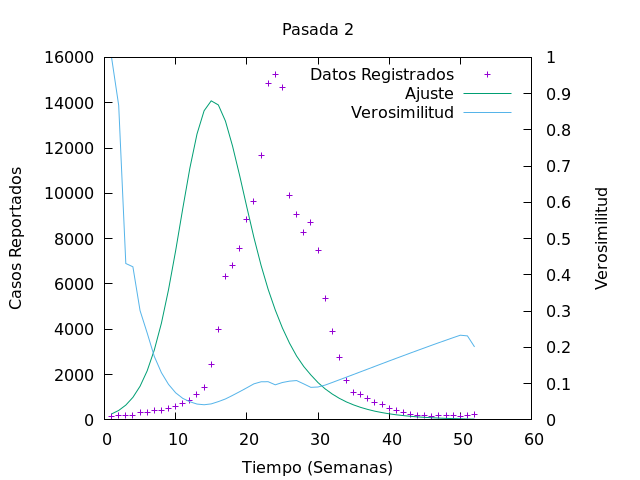 Pasada 2
Datos Registrados
Ajuste
Verosimilitud
Casos Reportados
16000
14000
12000
10000
8000
6000
4000
2000
0
1
0.9
0.8
0.7
0.6
0.5
0.4
0.3
0.2
0.1
0
Verosimilitud
0 10 20 30 40 50 60
Tiempo (Semanas)